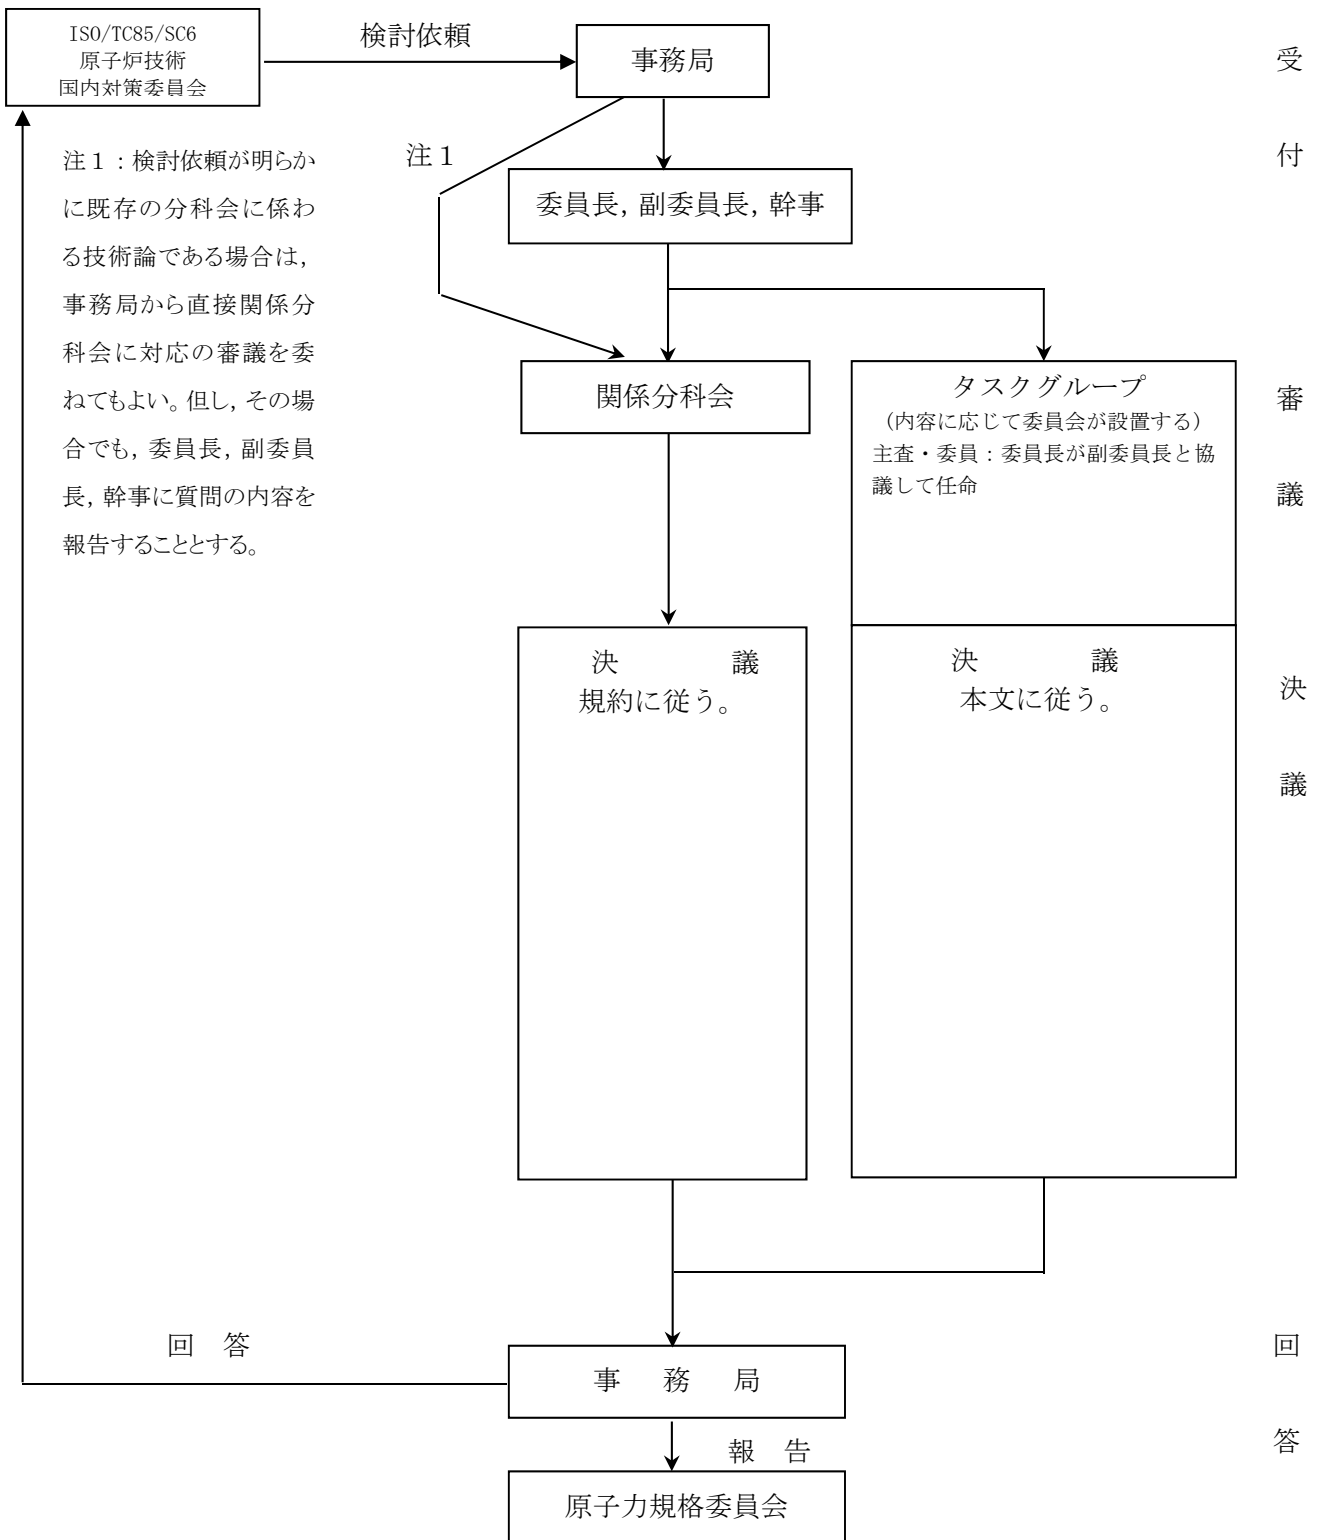 ISO/TC85/SC6
原子炉技術
国内対策委員会
検討依頼
事務局
受
付
注１：検討依頼が明らか
に既存の分科会に係わ
る技術論である場合は，
事務局から直接関係分
科会に対応の審議を委
ねてもよい。但し，その場
合でも，委員長，副委員
長，幹事に質問の内容を
報告することとする。
注１
委員長，副委員長，幹事
関係分科会
タスクグループ
（内容に応じて委員会が設置する）
主査・委員：委員長が副委員長と協
議して任命
審
議
決　　　議
規約に従う。
決　　　議
本文に従う。
決
議
回　答
事　務　局
回
答
報　告
原子力規格委員会